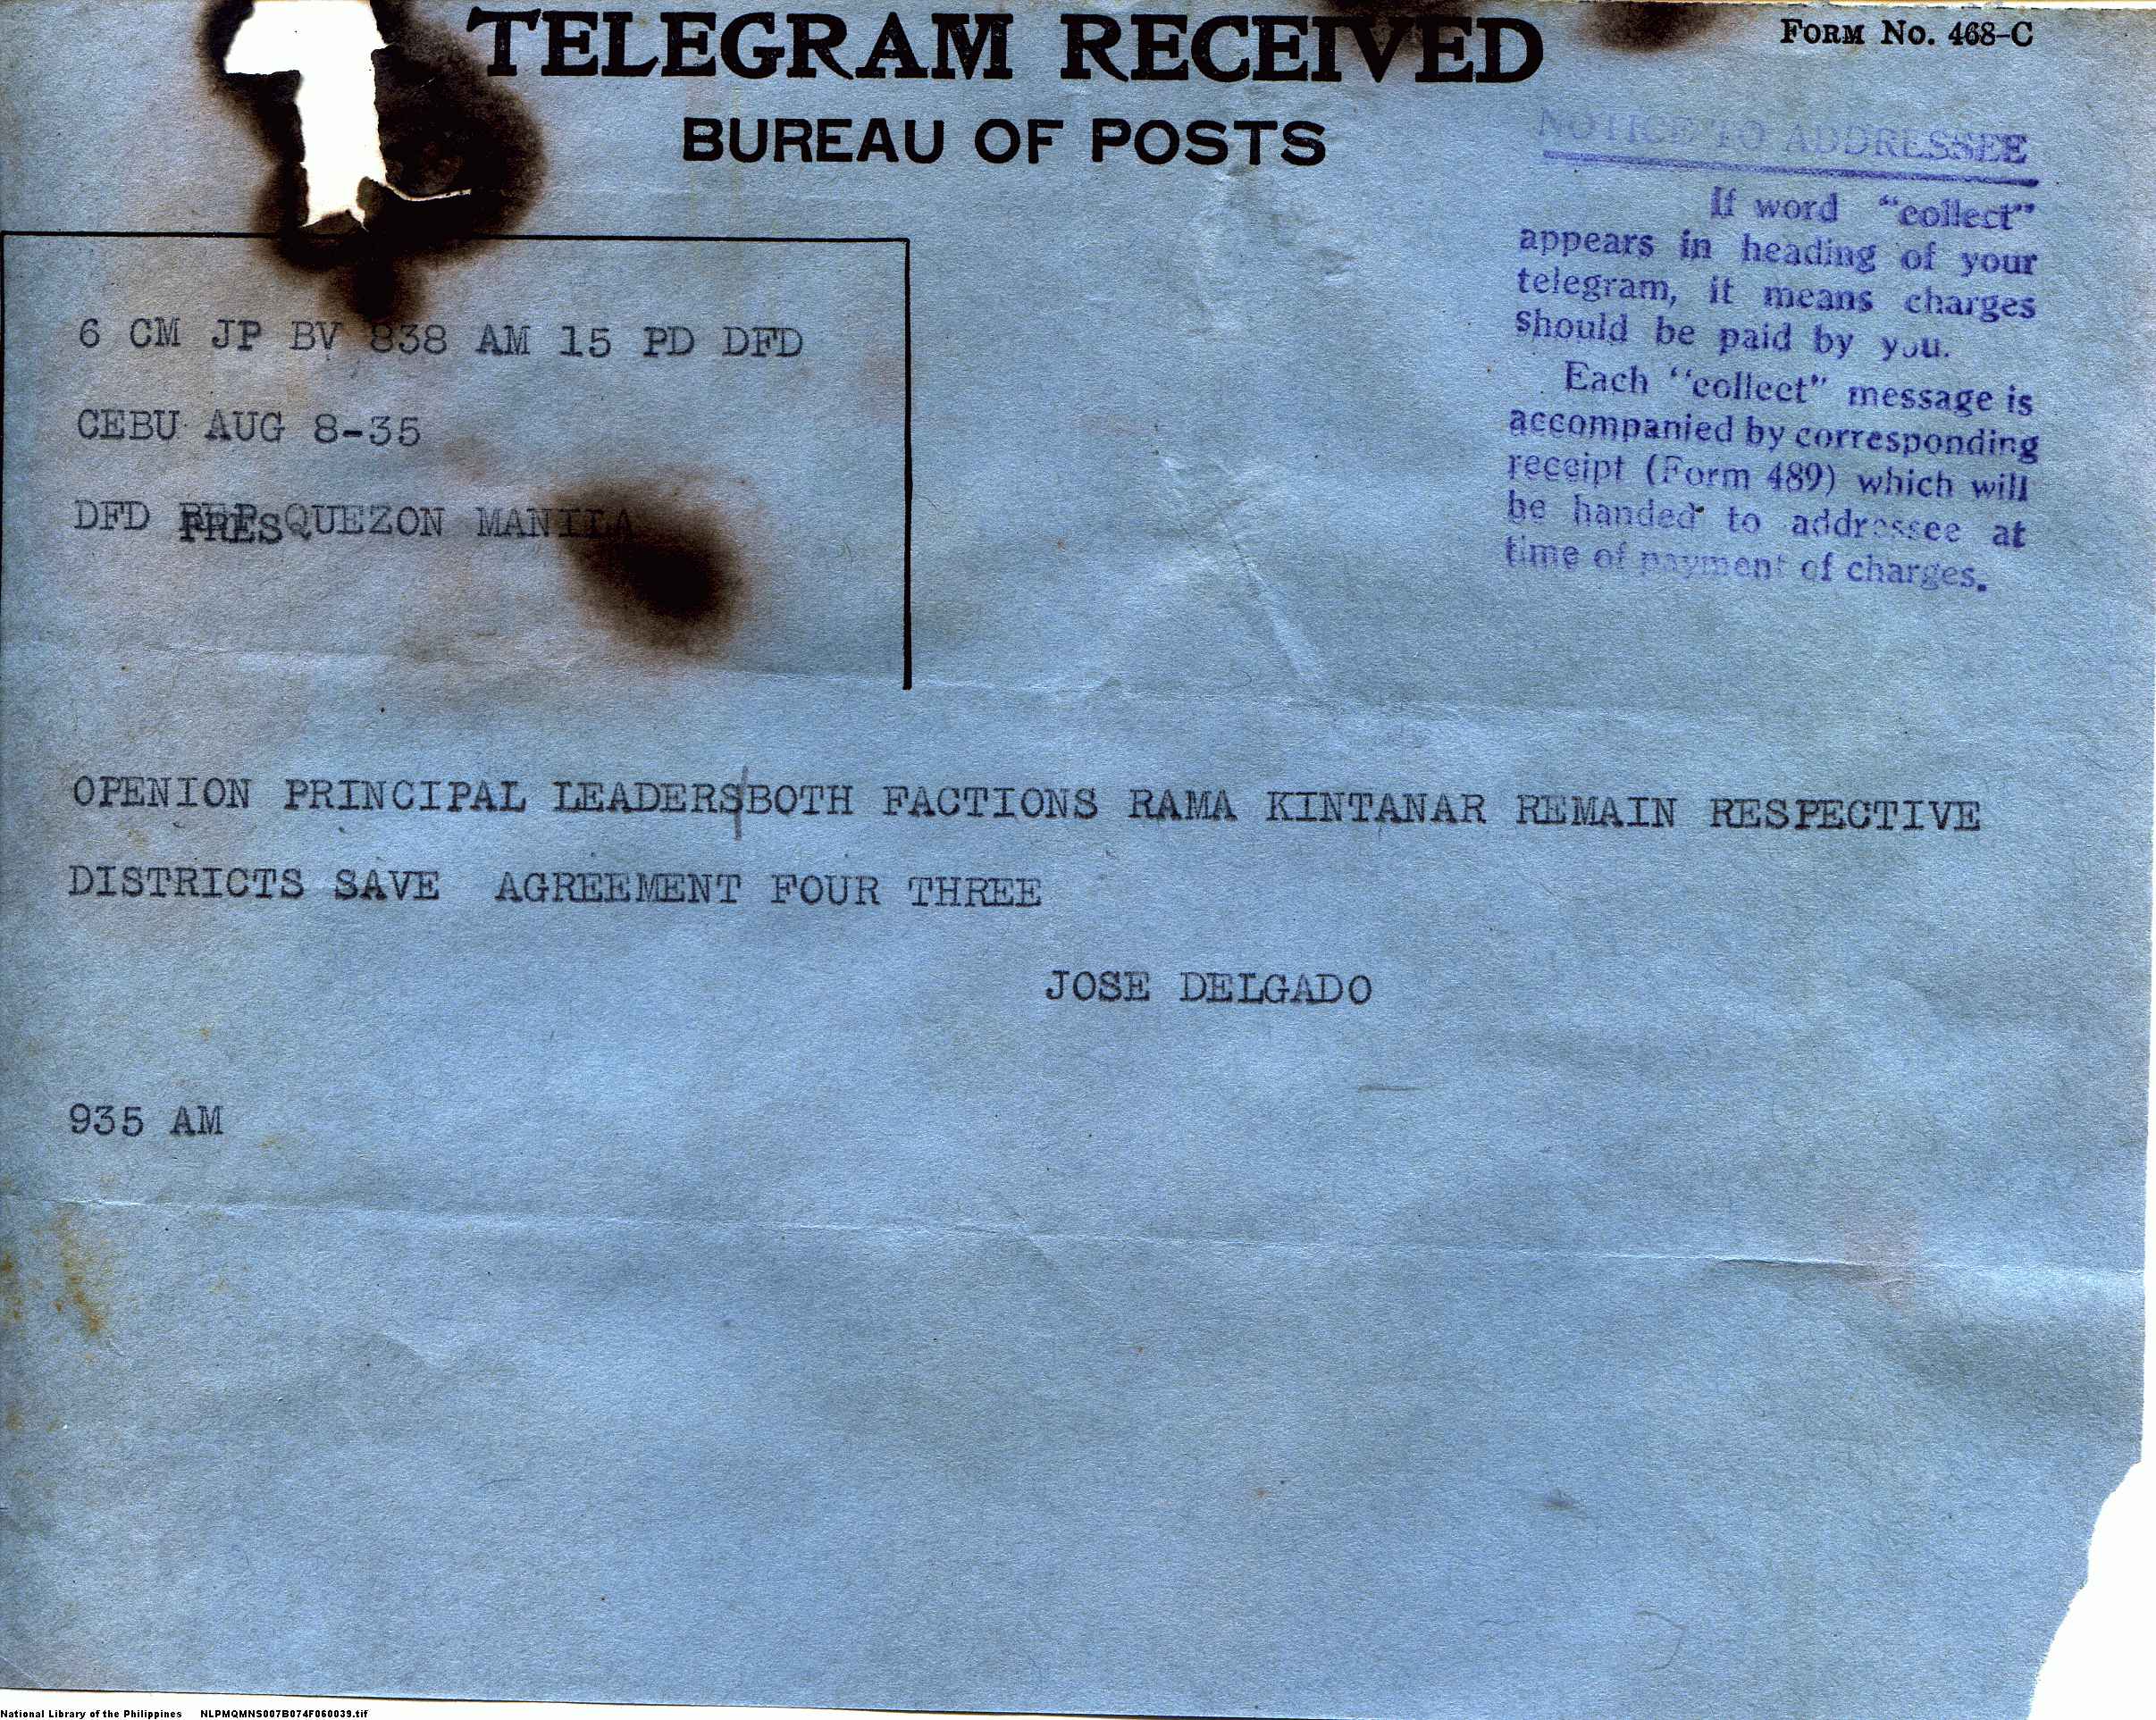 TELEGRAM RECEIVED
FORM NO. 468-C
BUREAU OF POSTS
NOTICE TO ADDRESSEE
If word "collect"
appears in heading of your
telegram, it means charges
should be paid by you.
Each "collect" message is
accompanied by corresponding
receipt (Form 489) which will
be handed to addressee at
time of payment of charges.
6 CM JP BV 838 AM 15 PD DFD
CEBU AUG 8-35
DFD PRES QUEZON MANILA
OPENION PRINCIPAL LEADERS BOTH FACTIONS RAMA KINTANAR REMAIN RESPECTIVE
DISTRICTS SAVE AGREEMENT FOUR THREE
JOSE DELGADO
935 AM
National Library of the Philippines NLPMQMNS007B074F060039.tif